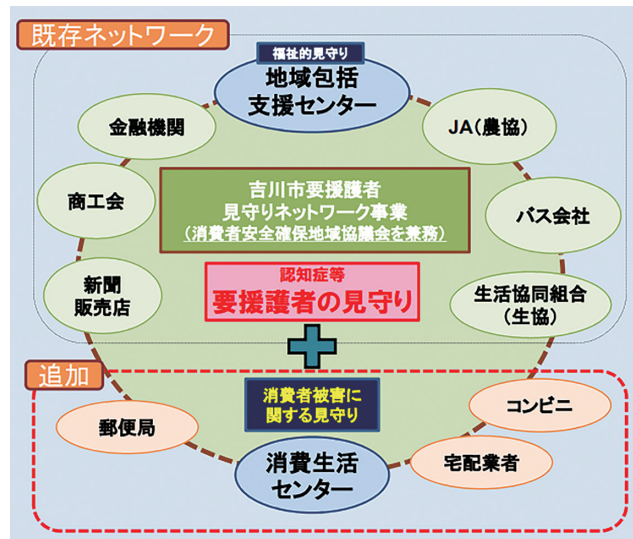 既存ネットワーク
福祉的見守り
地域包括
支援センター
金融機関
JA(農協)
商工会
吉川市要援護者
見守りネットワーク事業
(消費者安全確保地域協議会を兼務)
バス会社
認知症等
要援護者の見守り
新聞
販売店
生活協同組合
(生協)
追加
消費者被害に
関する見守り
コンビニ
郵便局
消費生活
センター
宅配業者